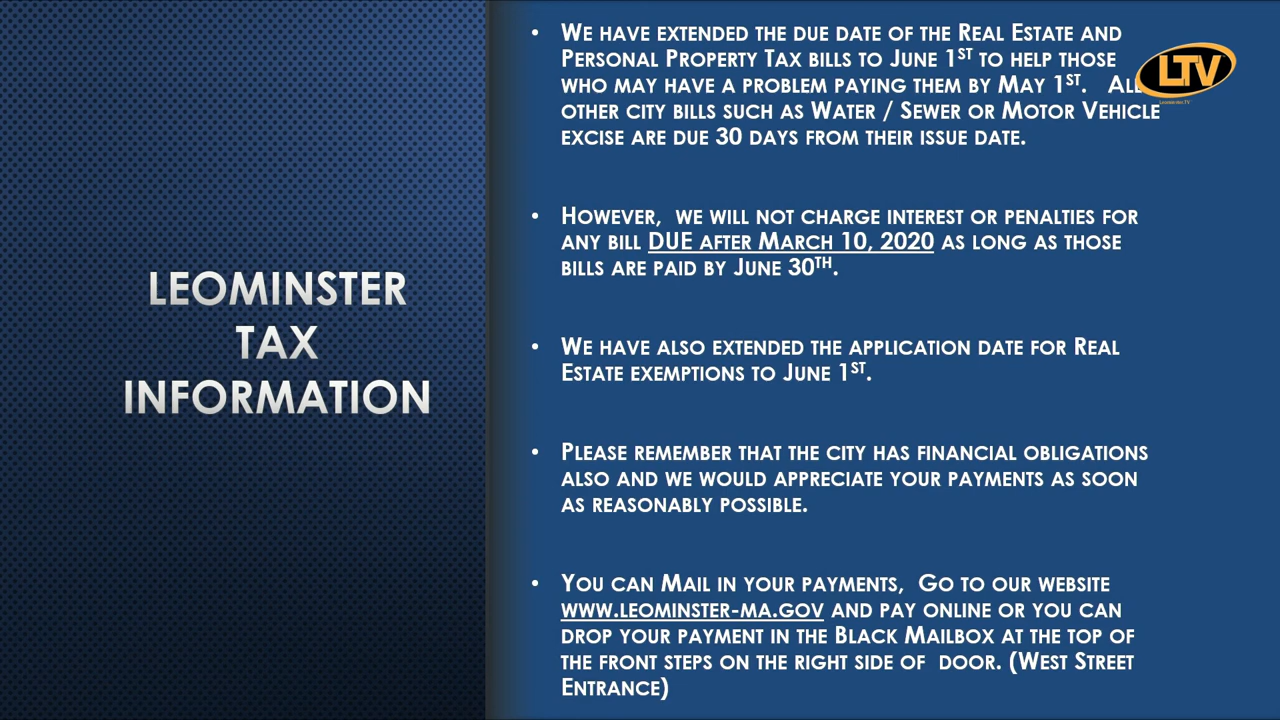 LEOMINSTER
TAX
INFORMATION
• We have extended the due date of the Real Estate and
Personal Property Tax bills to June 1ST to help those
who may have a problem paying them by May 1ST. All
other city bills such as Water / Sewer or Motor Vehicle
excise are due 30 days from their issue date.
• However, we will not charge interest or penalties for
any bill DUE after March 10, 2020 as long as those
bills are paid by June 30TH.
• We have also extended the application date for Real
Estate exemptions to June 1ST.
• Please remember that the city has financial obligations
also and we would appreciate your payments as soon
as reasonably possible.
• You can Mail in your payments, Go to our website
www.leominster-ma.gov and pay online or you can
drop your payment in the Black Mailbox at the top of
the front steps on the right side of door. (West Street
Entrance)
LTV
Leominster.TV